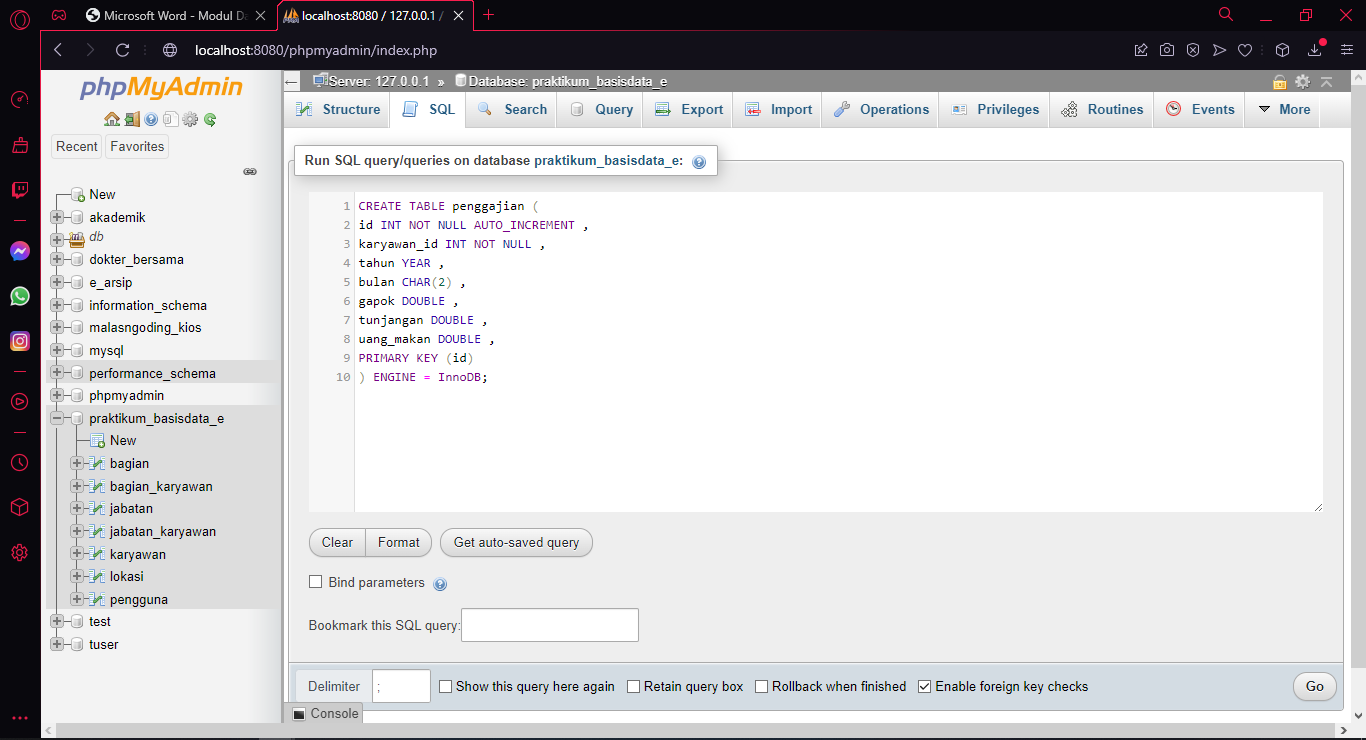 Microsoft Word - Modul Da
localhost:8080 / 127.0.0.1 /
localhost:8080/phpmyadmin/index.php
phpMyAdmin
Recent
Favorites
New
akademik
db
dokter_bersama
e_arsip
information_schema
malasngoding_kios
mysql
performance_schema
phpmyadmin
praktikum_basisdata_e
New
bagian
bagian_karyawan
jabatan
jabatan_karyawan
karyawan
lokasi
pengguna
test
tuser
Server: 127.0.0.1 » Database: praktikum_basisdata_e
Structure SQL Search Query Export Import Operations Privileges Routines Events More
Run SQL query/queries on database praktikum_basisdata_e:
1 CREATE TABLE penggajian (
2 id INT NOT NULL AUTO_INCREMENT ,
3 karyawan_id INT NOT NULL ,
4 tahun YEAR ,
5 bulan CHAR(2) ,
6 gapok DOUBLE ,
7 tunjangan DOUBLE ,
8 uang_makan DOUBLE ,
9 PRIMARY KEY (id)
10 ) ENGINE = InnoDB;
Clear Format Get auto-saved query
Bind parameters
Bookmark this SQL query:
Delimiter ; Show this query here again Retain query box Rollback when finished Enable foreign key checks Go
Console